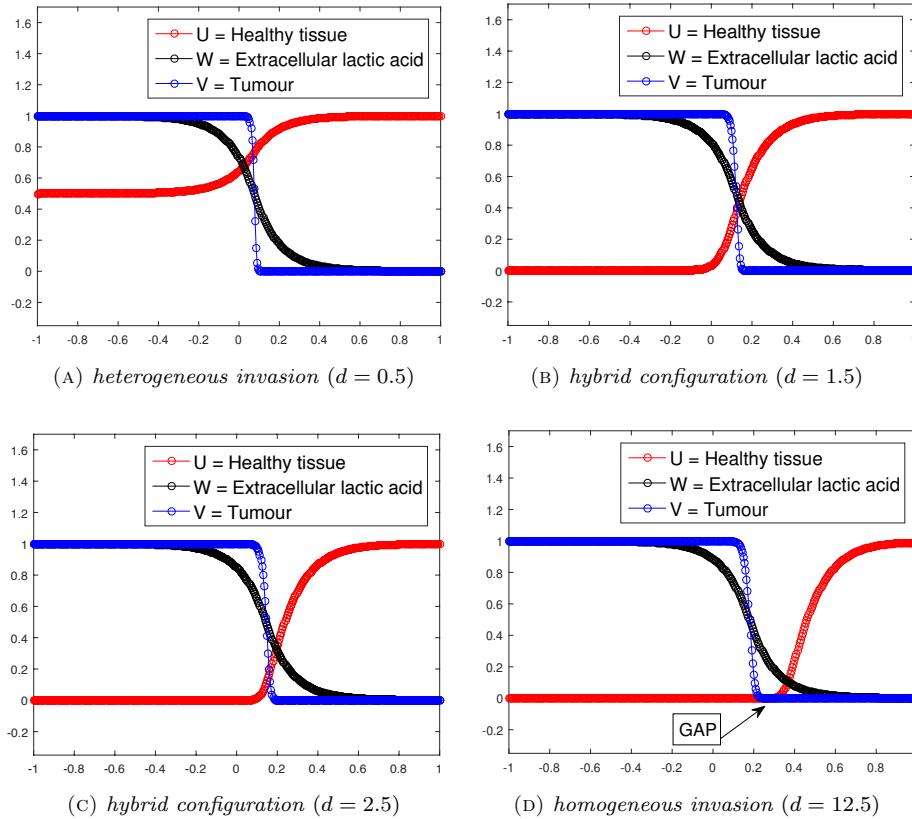 U = Healthy tissue
W = Extracellular lactic acid
V = Tumour
1.6
1.4
1.2
1
0.8
0.6
0.4
0.2
0
-0.2
-1 -0.8 -0.6 -0.4 -0.2 0 0.2 0.4 0.6 0.8 1
(A) heterogeneous invasion (d = 0.5)
U = Healthy tissue
W = Extracellular lactic acid
V = Tumour
1.6
1.4
1.2
1
0.8
0.6
0.4
0.2
0
-0.2
-1 -0.8 -0.6 -0.4 -0.2 0 0.2 0.4 0.6 0.8 1
(B) hybrid configuration (d = 1.5)
U = Healthy tissue
W = Extracellular lactic acid
V = Tumour
1.6
1.4
1.2
1
0.8
0.6
0.4
0.2
0
-0.2
-1 -0.8 -0.6 -0.4 -0.2 0 0.2 0.4 0.6 0.8 1
(C) hybrid configuration (d = 2.5)
U = Healthy tissue
W = Extracellular lactic acid
V = Tumour
1.6
1.4
1.2
1
0.8
0.6
0.4
0.2
0
-0.2
GAP
-1 -0.8 -0.6 -0.4 -0.2 0 0.2 0.4 0.6 0.8 1
(D) homogeneous invasion (d = 12.5)